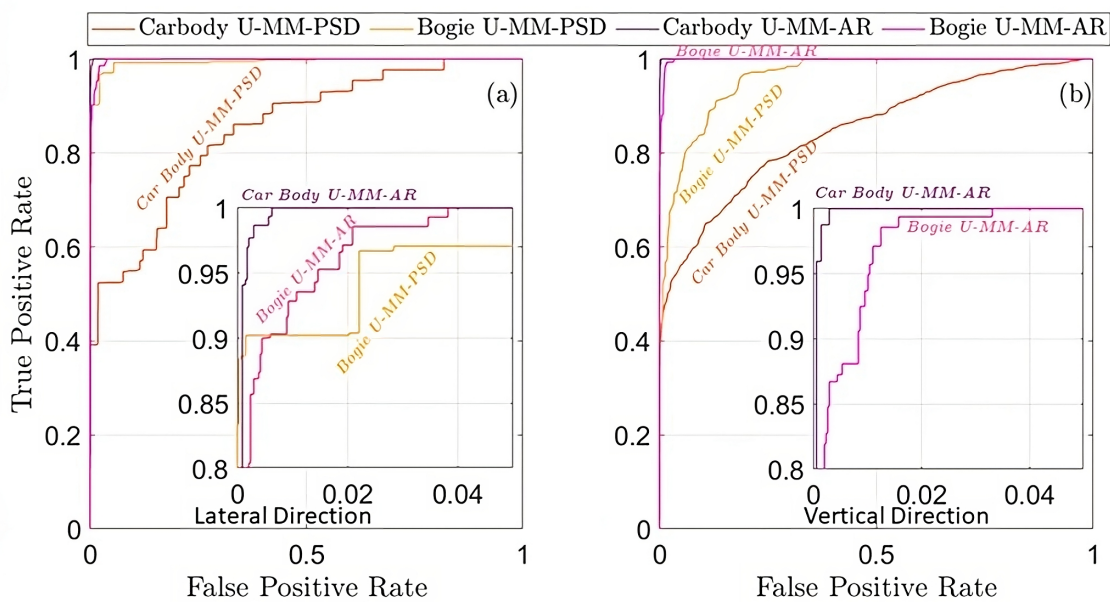 Carbody U-MM-PSD Bogie U-MM-PSD Carbody U-MM-AR Bogie U-MM-AR
1
0.8
0.6
0.4
0.2
0
0
0.5
1
True Positive Rate
False Positive Rate
(a)
Car Body U-MM-PSD
Car Body U-MM-AR
Bogie U-MM-AR
Bogie U-MM-PSD
1
0.95
0.9
0.85
0.8
0
0.02
0.04
Lateral Direction
1
0.8
0.6
0.4
0.2
0
0
0.5
1
False Positive Rate
(b)
Bogie U-MM-AR
Bogie U-MM-PSD
Car Body U-MM-PSD
Car Body U-MM-AR
Bogie U-MM-AR
1
0.95
0.9
0.85
0.8
0
0.02
0.04
Vertical Direction